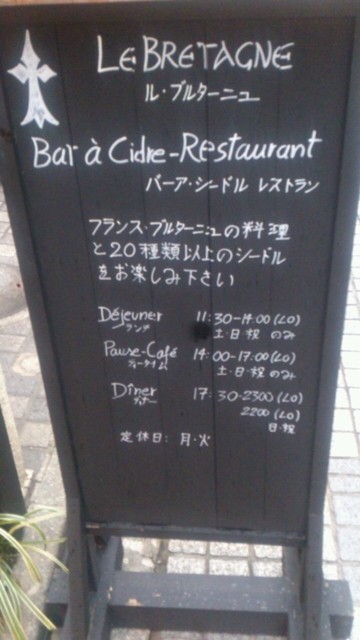 LE BRETAGNE
ル・ブルターニュ
Bar à Cidre-Restaurant
バーア・シードル レストラン
フランス・ブルターニュの料理
と20種類以上のシードル
をお楽しみ下さい
Déjeuner 11:30-14:00 (LO)
ランチ 土・日・祝 のみ
Pause-Café 14:00-17:00 (LO)
ティータイム 土・日・祝 のみ
Dîner 17:30-23:00 (LO)
ディナー 22:00 (LO)
日・祝
定休日: 月・火